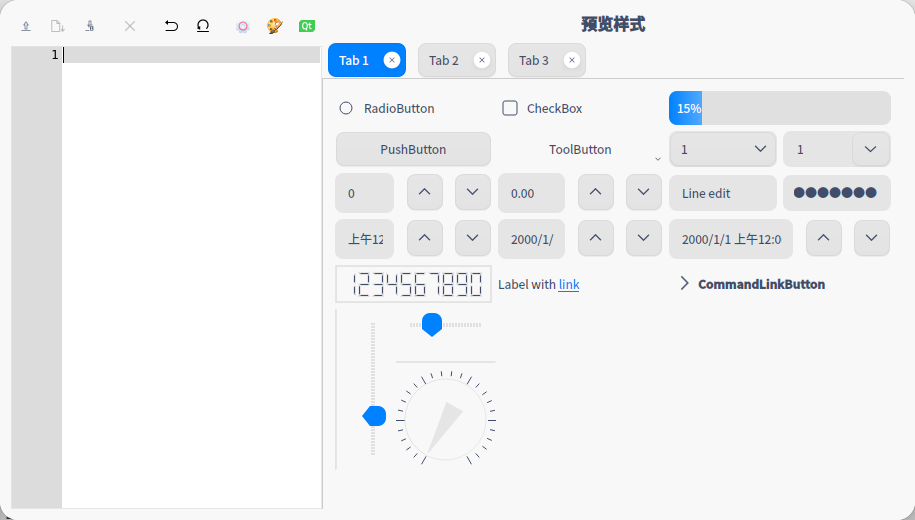 Qt
预览样式
1
Tab 1
Tab 2
Tab 3
RadioButton
CheckBox
15%
PushButton
ToolButton
1
1
0
0.00
Line edit
上午12
2000/1/
2000/1/1 上午12:0
1234567890
Label with link
CommandLinkButton